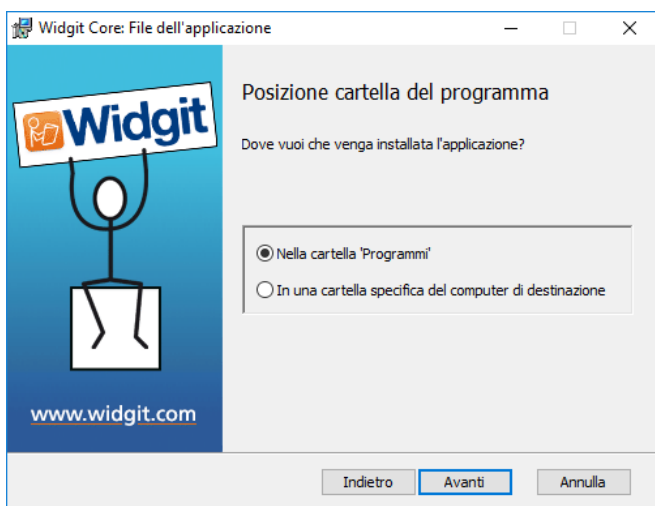 Widgit Core: File dell'applicazione
Widgit
Posizione cartella del programma
Dove vuoi che venga installata l'applicazione?
Nella cartella 'Programmi'
In una cartella specifica del computer di destinazione
www.widgit.com
Indietro
Avanti
Annulla